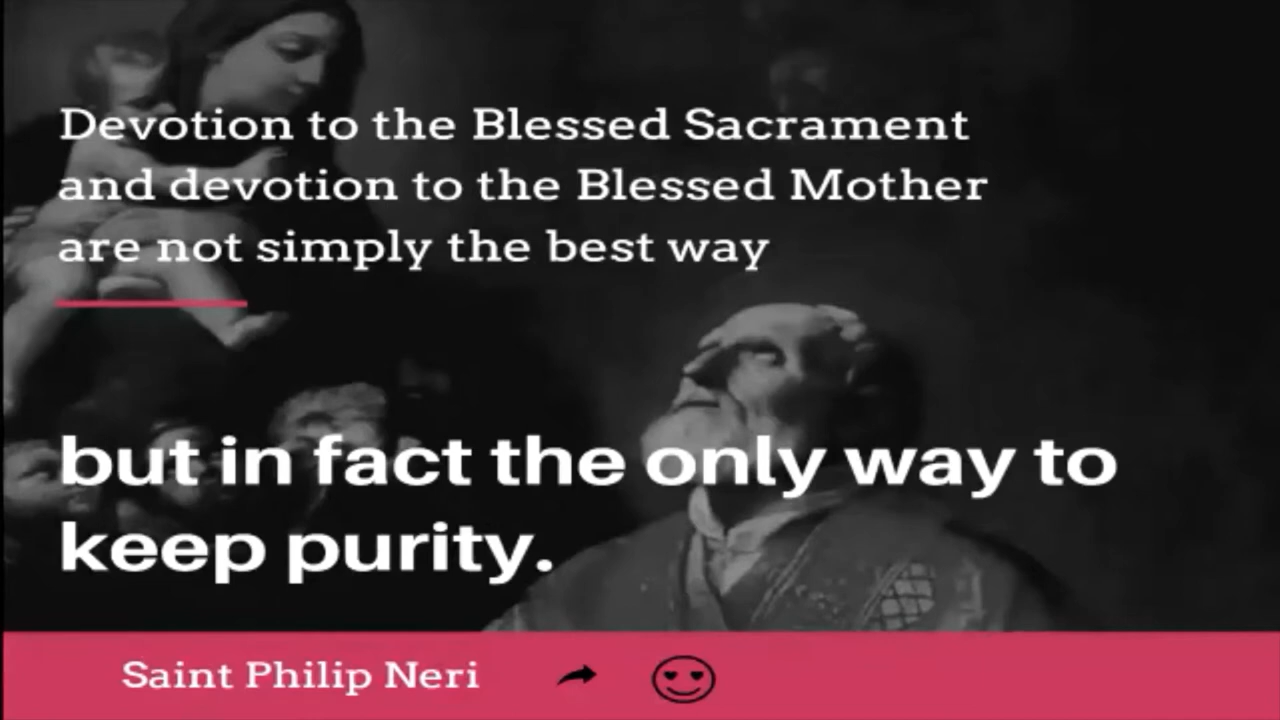 Devotion to the Blessed Sacrament
and devotion to the Blessed Mother
are not simply the best way
but in fact the only way to
keep purity.
Saint Philip Neri